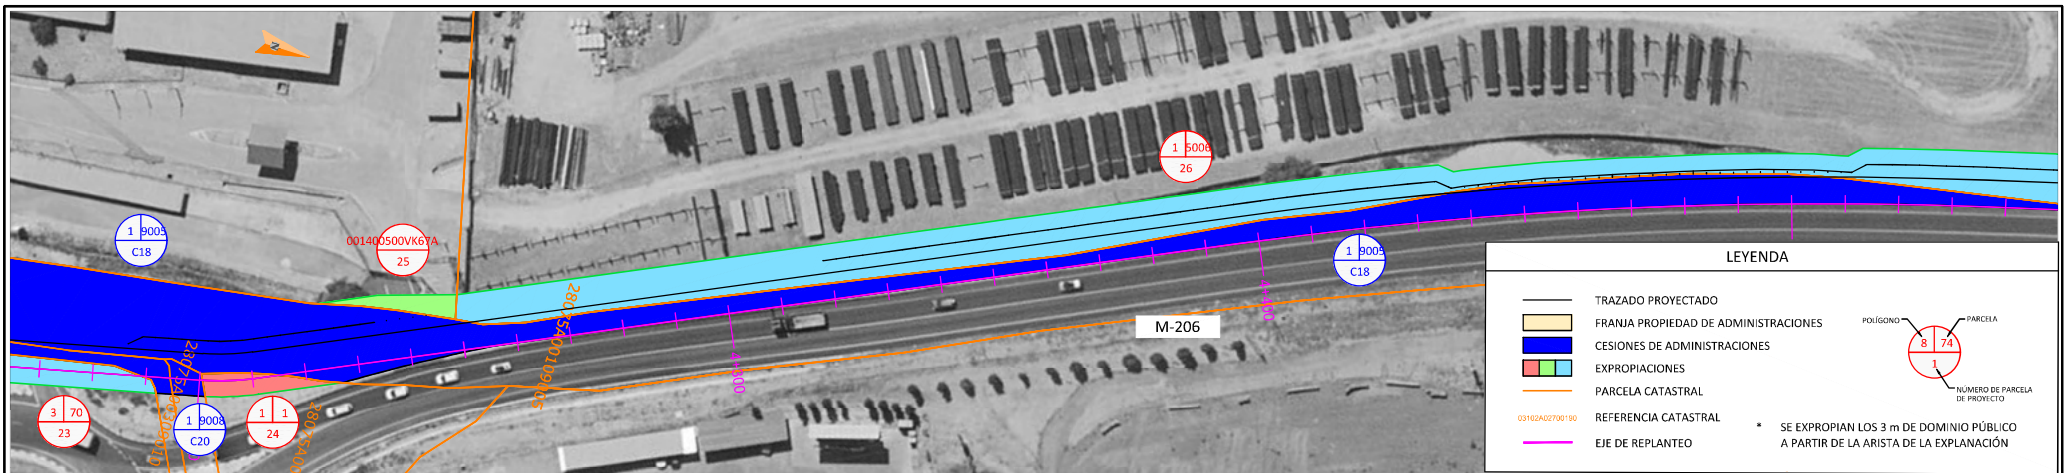 N
1 5006
26
1 9005
C18
001400500VK67A
25
1 9005
C18
M-206
28075A00109005
3 70
23
1 9008
C20
1 1
24
LEYENDA
TRAZADO PROYECTADO
FRANJA PROPIEDAD DE ADMINISTRACIONES
CESIONES DE ADMINISTRACIONES
EXPROPIACIONES
PARCELA CATASTRAL
03102A02700190 REFERENCIA CATASTRAL
EJE DE REPLANTEO
POLÍGONO
PARCELA
8 74
1
NÚMERO DE PARCELA
DE PROYECTO
* SE EXPROPIAN LOS 3 m DE DOMINIO PÚBLICO
A PARTIR DE LA ARISTA DE LA EXPLANACIÓN